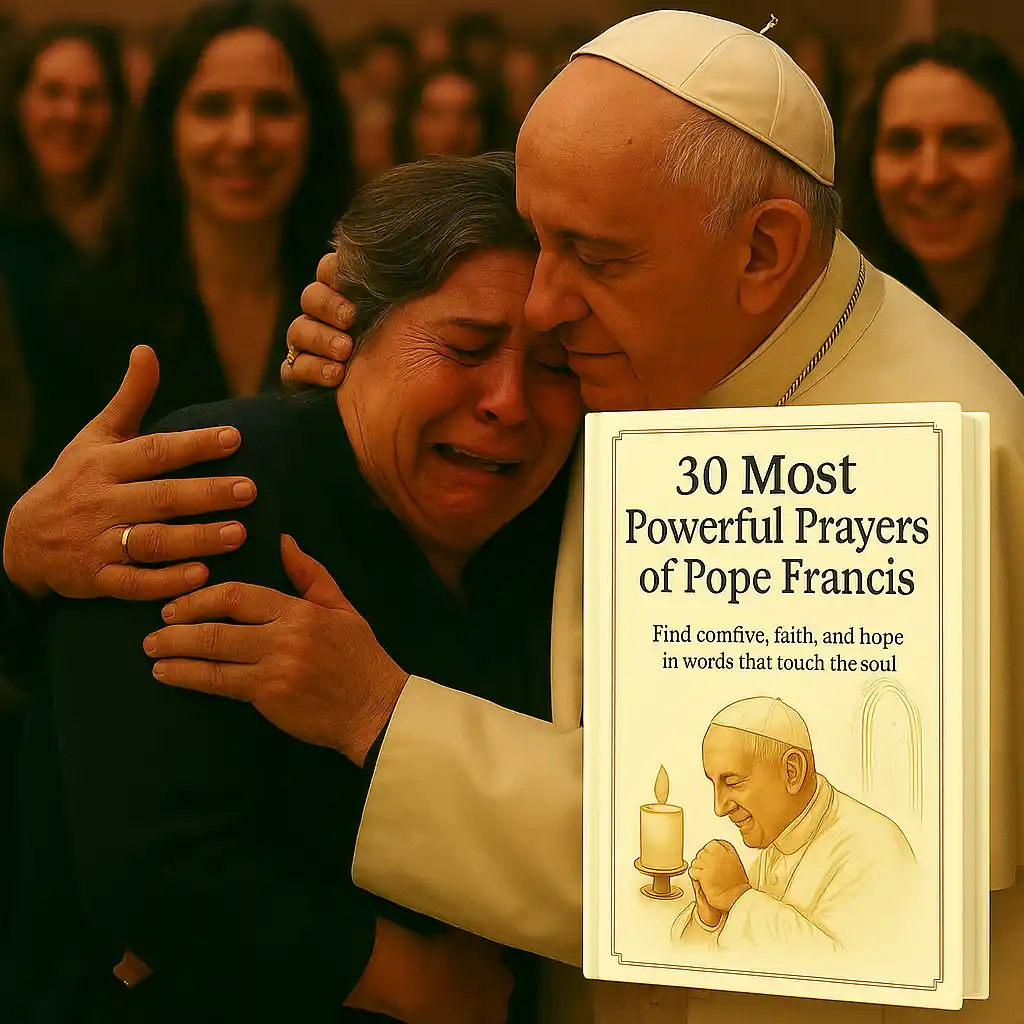 30 Most
Powerful Prayers
of Pope Francis
Find comfive, faith, and hope
in words that touch the soul